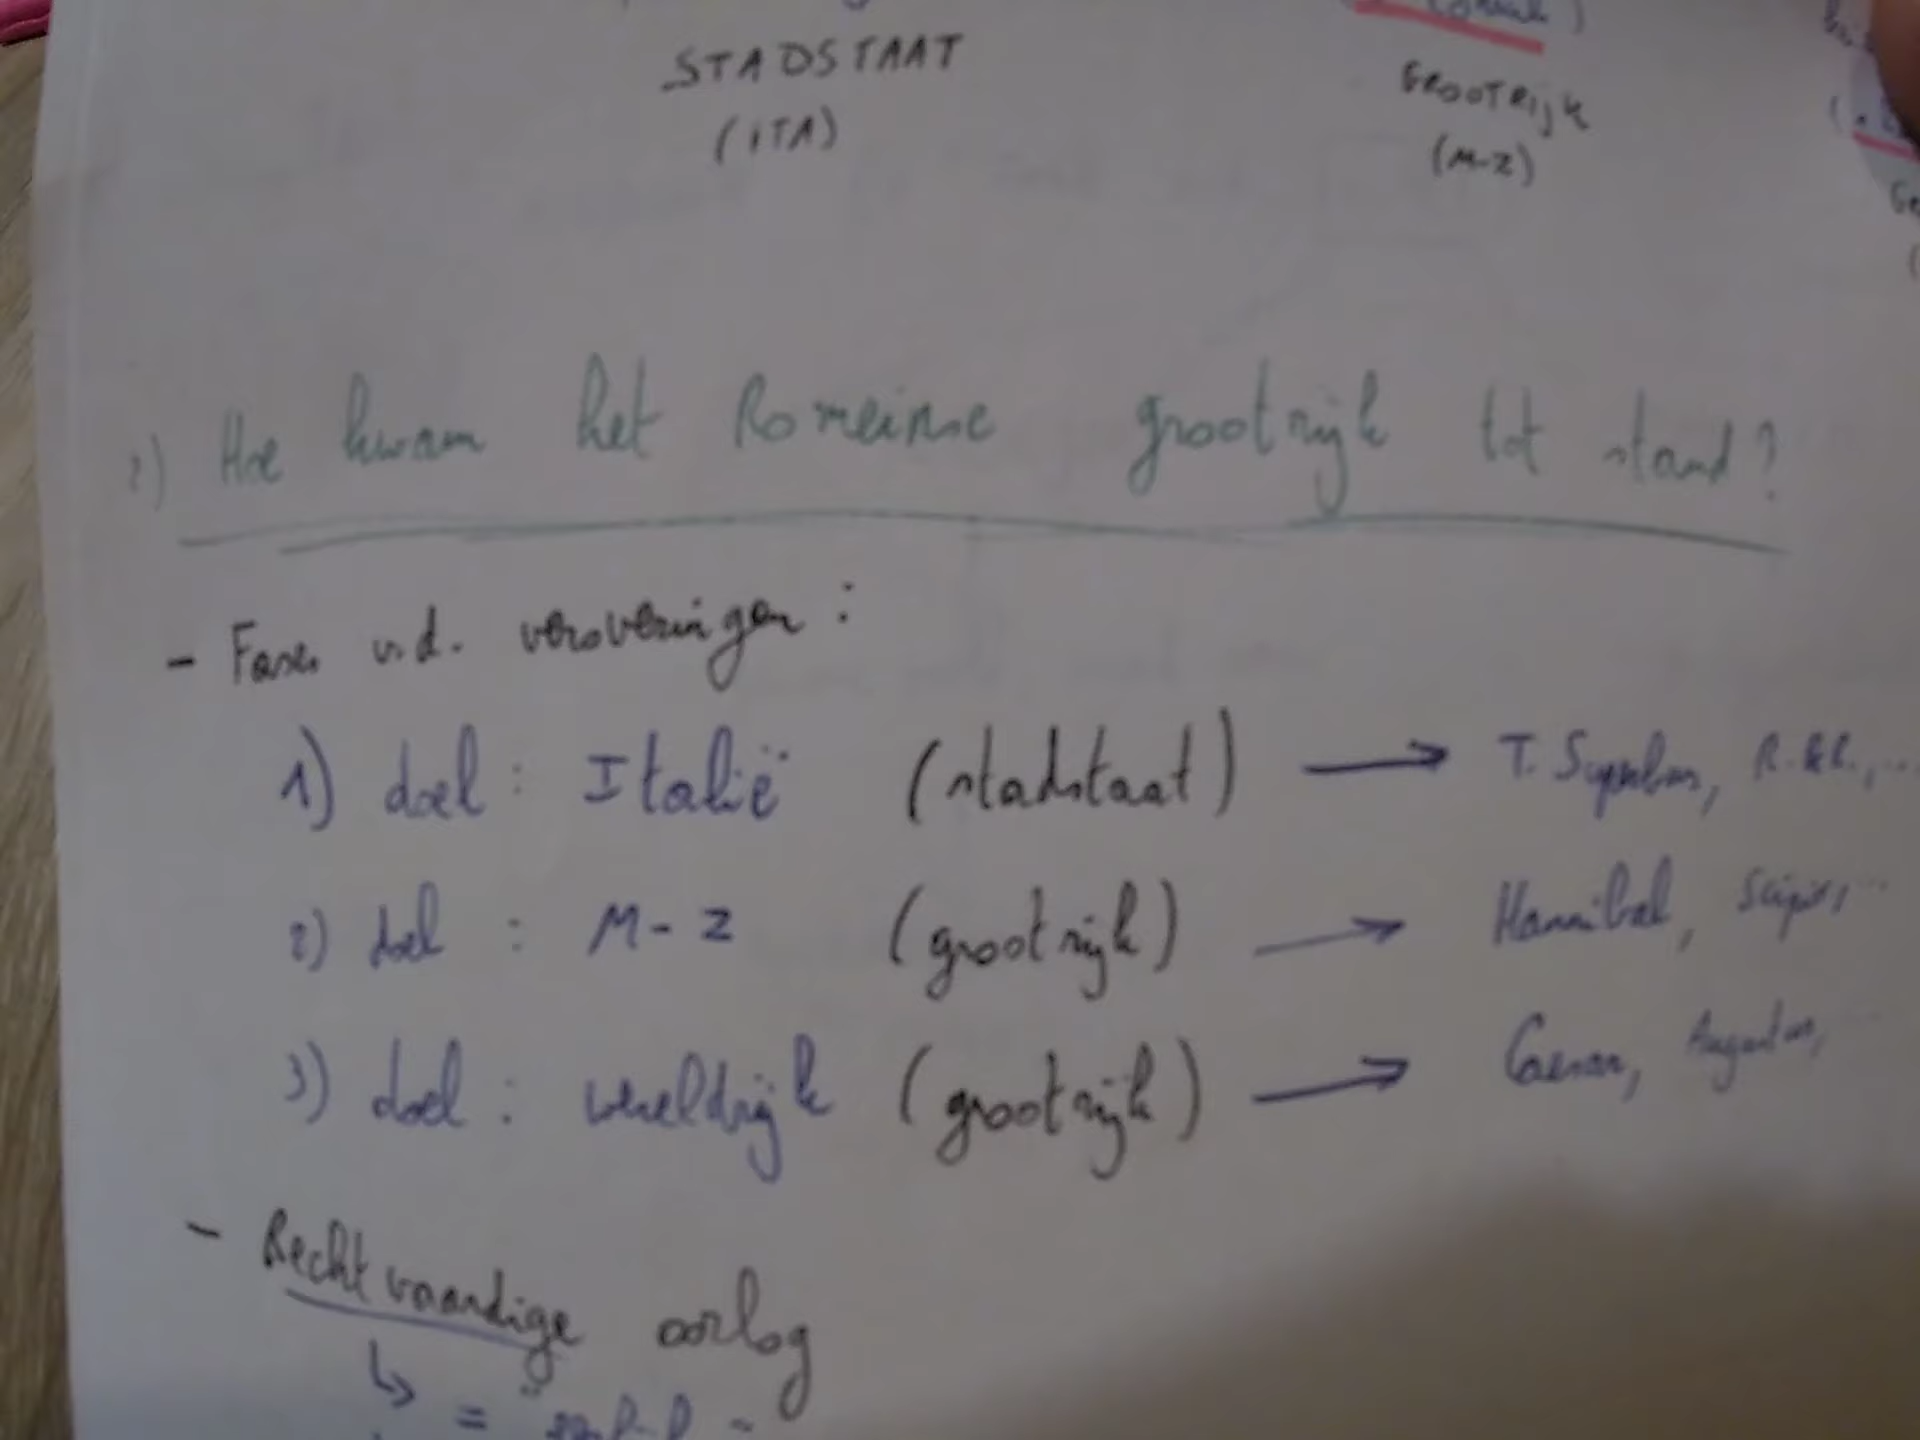 STADSTAAT
(ITA)
GROOTRIJK
(M-Z)
2) Hoe kwam het Romeinse grootrijk tot stand?
- Fases v.d. veroveringen :
1) doel : Italië (stadstaat) → T. Superbus, R. & R., ...
2) doel : M-Z (grootrijk) → Hannibal, Scipio, ...
3) doel : wereldrijk (grootrijk) → Caesar, Augustus, ...
- Rechtvaardige oorlog
↳ =